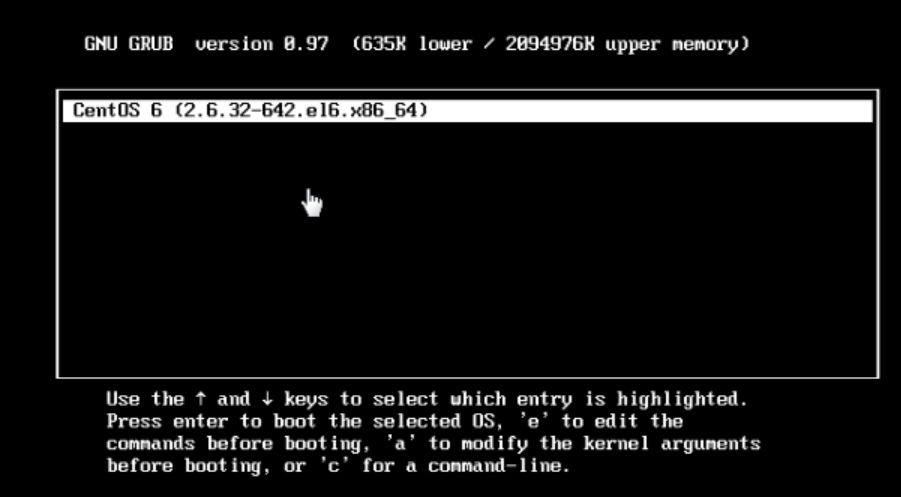 GNU GRUB  version 0.97  (635K lower / 2094976K upper memory)
CentOS 6 (2.6.32-642.el6.x86_64)
Use the ↑ and ↓ keys to select which entry is highlighted.
Press enter to boot the selected OS, 'e' to edit the
commands before booting, 'a' to modify the kernel arguments
before booting, or 'c' for a command-line.